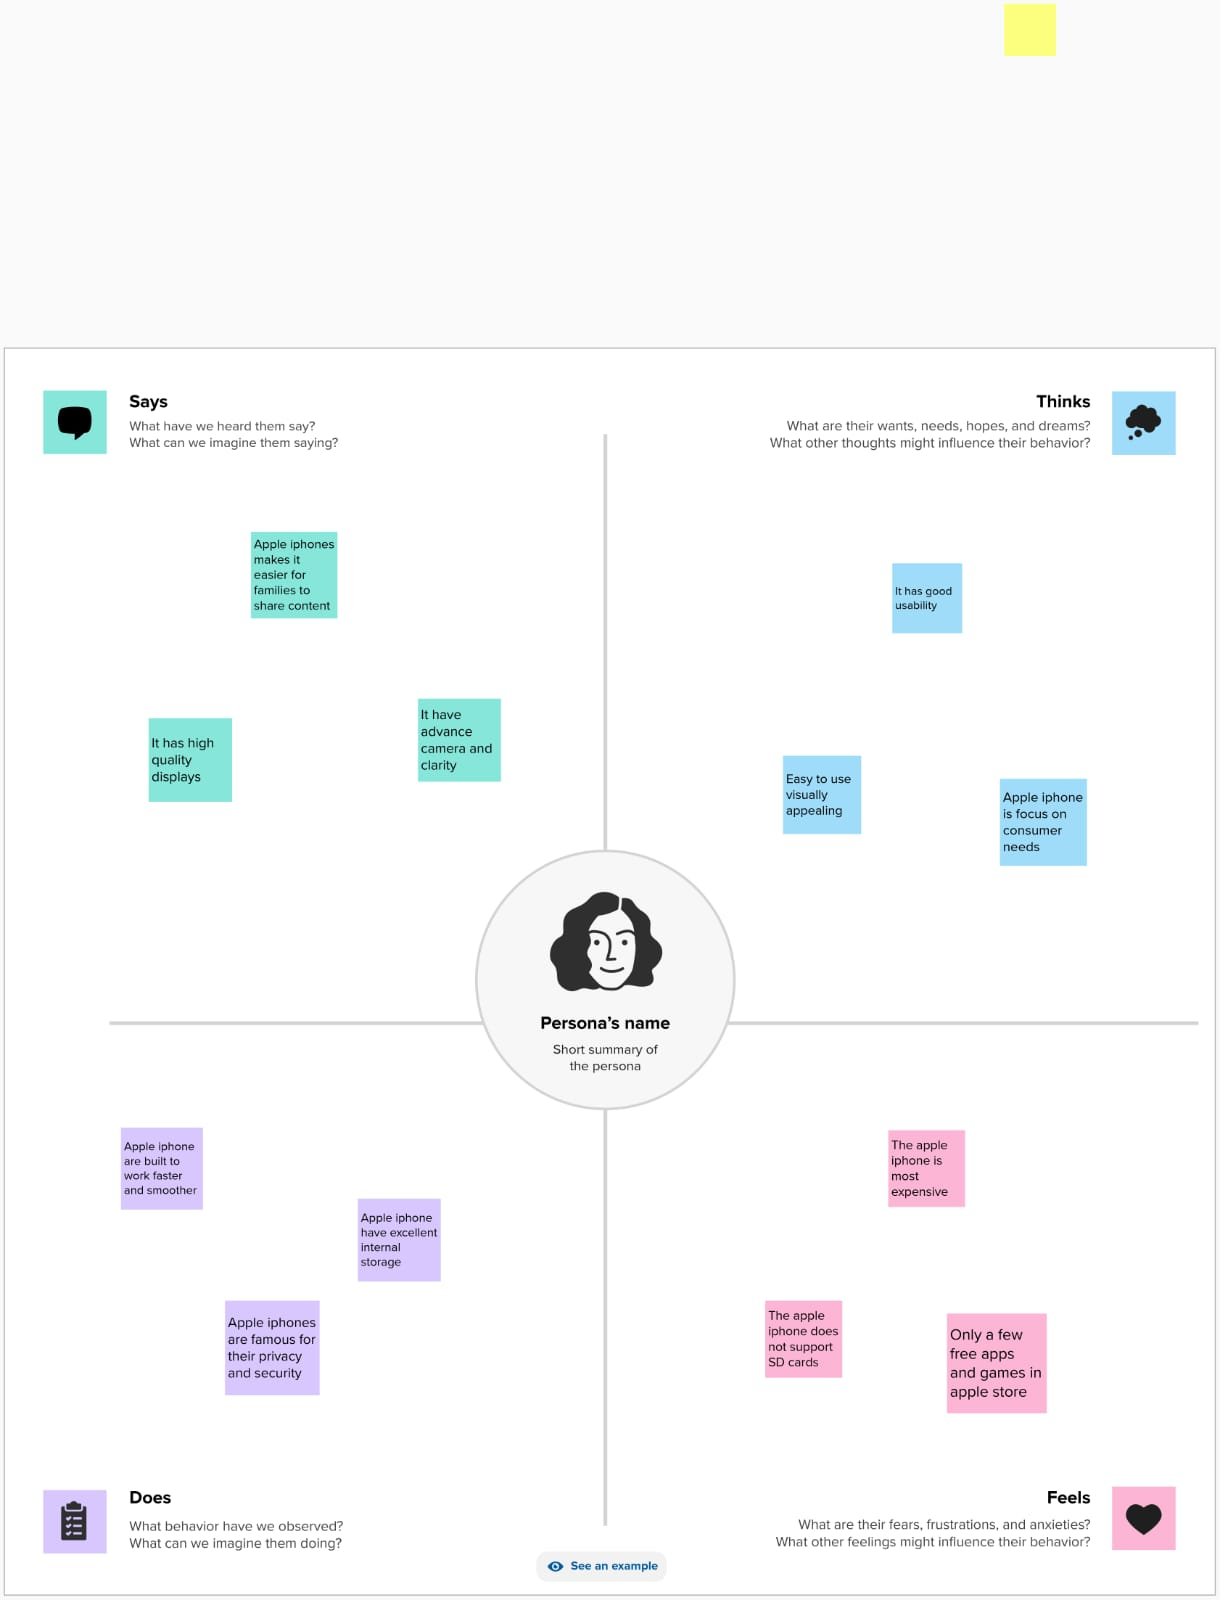 Says
What have we heard them say?
What can we imagine them saying?
Thinks
What are their wants, needs, hopes, and dreams?
What other thoughts might influence their behavior?
Apple iphones
makes it
easier for
families to
share content
It has high
quality
displays
It have
advance
camera and
clarity
It has good
usability
Easy to use
visually
appealing
Apple iphone
is focus on
consumer
needs
Persona's name
Short summary of
the persona
Apple iphone
are built to
work faster
and smoother
Apple iphone
have excellent
internal
storage
Apple iphones
are famous for
their privacy
and security
The apple
iphone is
most
expensive
The apple
iphone does
not support
SD cards
Only a few
free apps
and games in
apple store
Does
What behavior have we observed?
What can we imagine them doing?
Feels
What are their fears, frustrations, and anxieties?
What other feelings might influence their behavior?
See an example